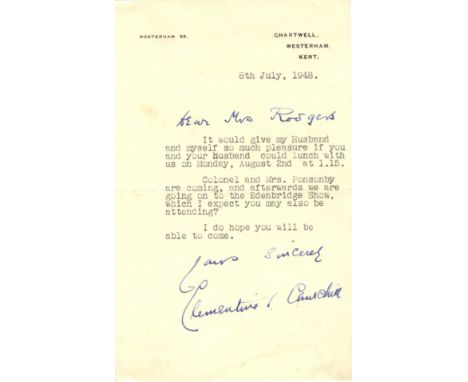 WESTERHAM 93.
CHARTWELL,
WESTERHAM,
KENT.
8th July, 1948.
Dear Mrs Rodgers
It would give my Husband
and myself so much pleasure if you
and your Husband could lunch with
us on Monday, August 2nd at 1.15.
Colonel and Mrs. Ponsonby
are coming, and afterwards we are
going on to the Edenbridge Show,
which I expect you may also be
attending?
I do hope you will be
able to come.
Yours sincerely
Clementine S. Churchill